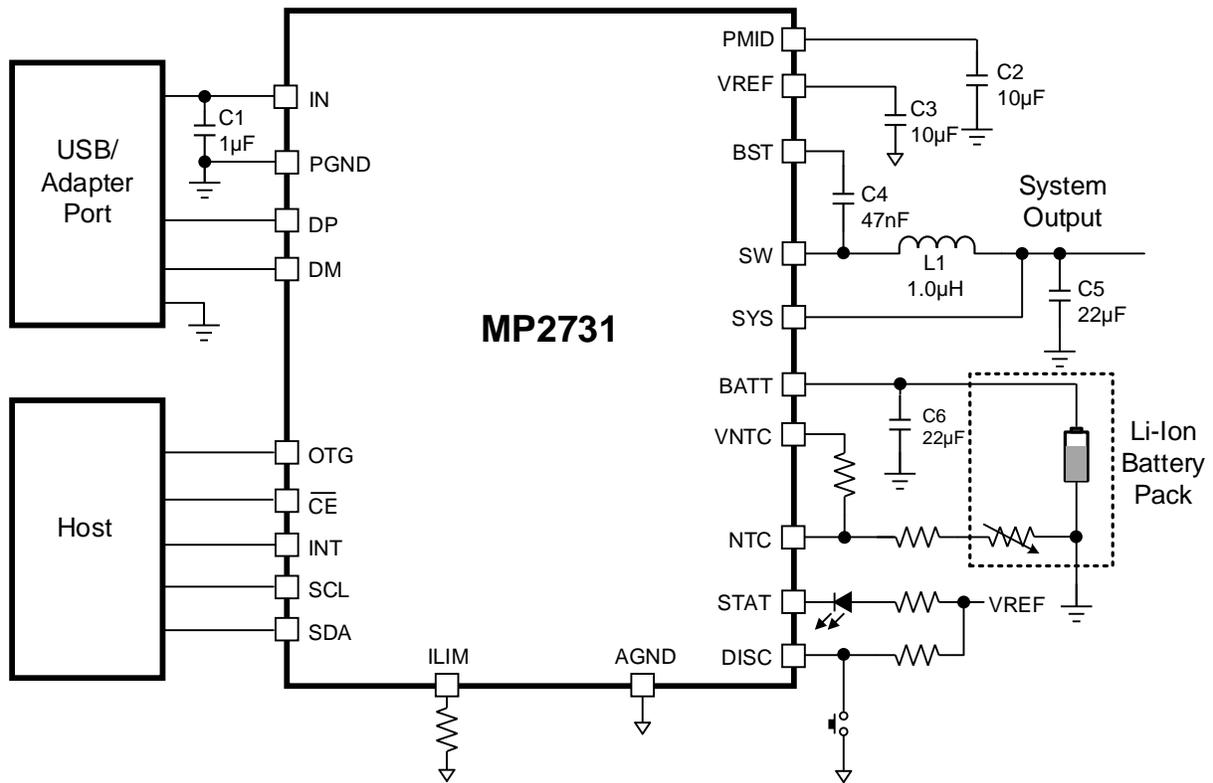 USB/
Adapter
Port
C1
1µF
IN
PGND
DP
DM
Host
OTG
CE
INT
SCL
SDA
MP2731
ILIM
AGND
PMID
VREF
BST
SW
SYS
BATT
VNTC
NTC
STAT
DISC
C2
10µF
C3
10µF
C4
47nF
L1
1.0µH
System
Output
C5
22µF
C6
22µF
Li-Ion
Battery
Pack
VREF